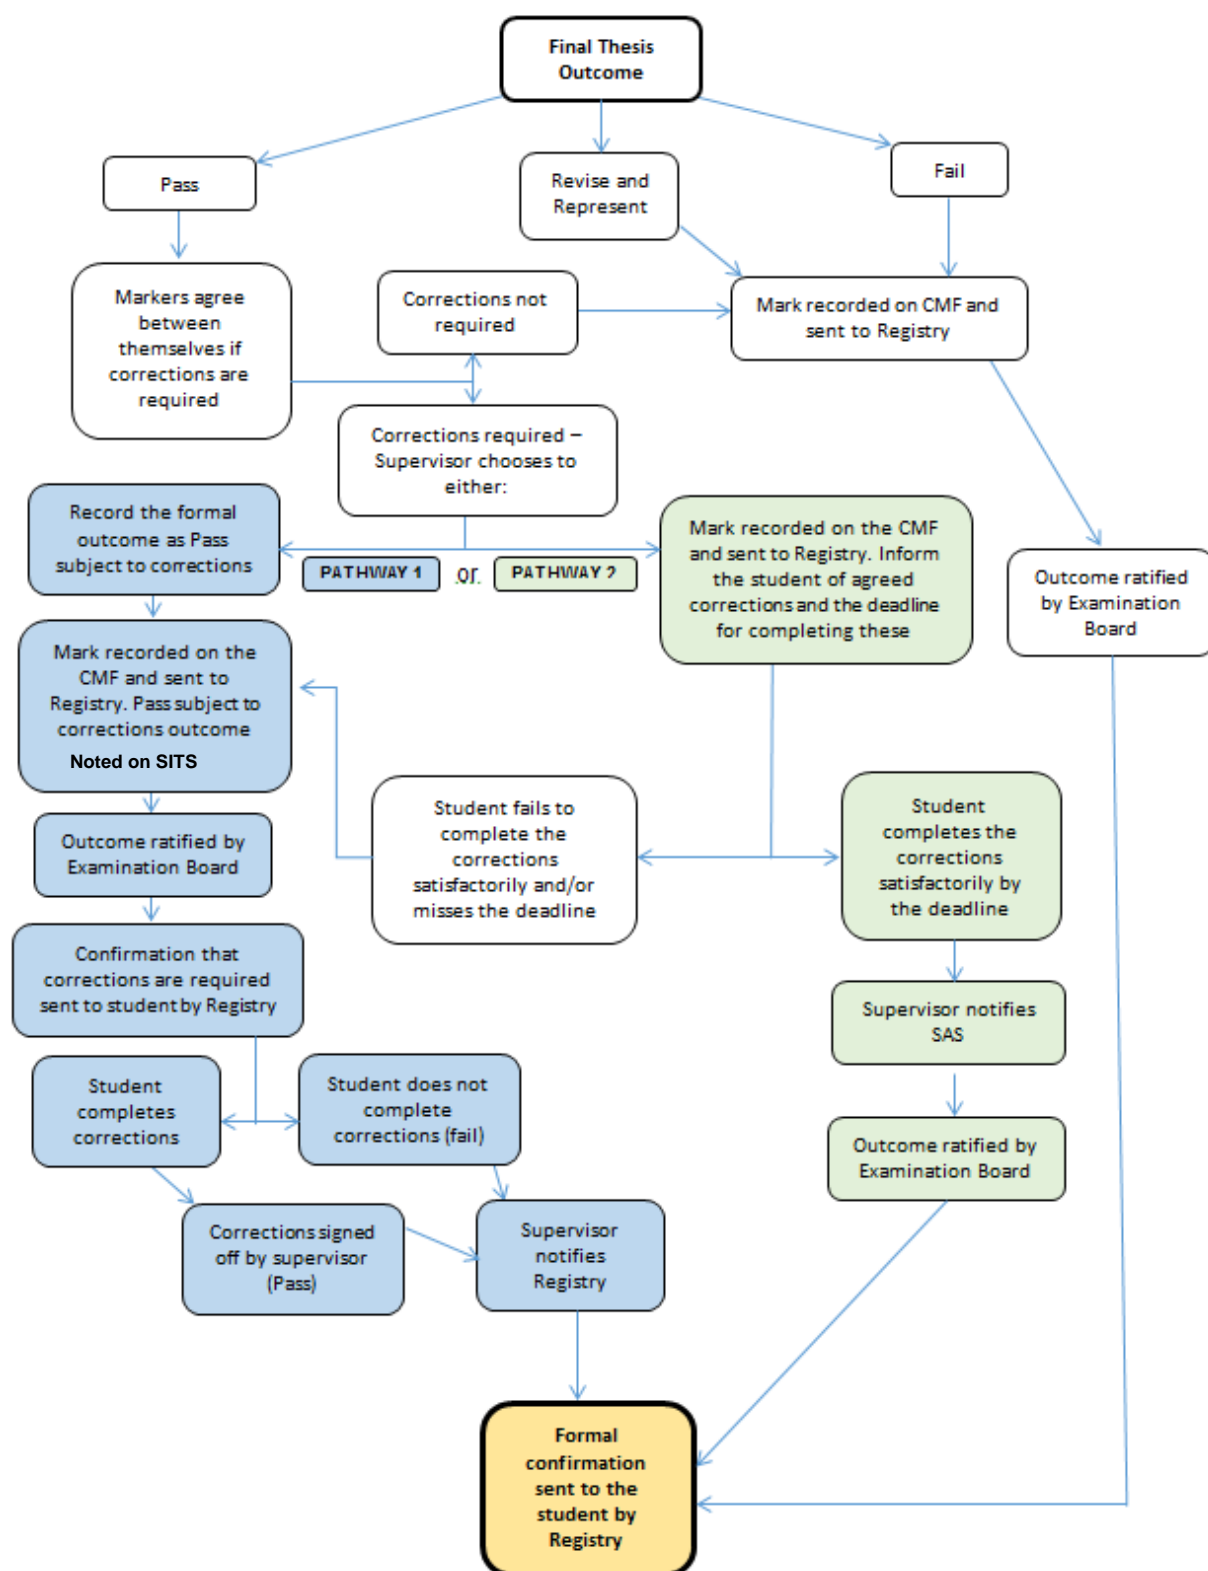 Final Thesis
Outcome
Pass
Revise and
Represent
Fail
Markers agree
between
themselves if
corrections are
required
Corrections not
required
Mark recorded on CMF and
sent to Registry
Corrections required –
Supervisor chooses to
either:
Record the formal
outcome as Pass
subject to corrections
PATHWAY 1
or.
PATHWAY 2
Mark recorded on the CMF
and sent to Registry. Inform
the student of agreed
corrections and the deadline
for completing these
Outcome ratified
by Examination
Board
Mark recorded on the
CMF and sent to
Registry. Pass subject to
corrections outcome
Noted on SITS
Student fails to
complete the
corrections
satisfactorily and/or
misses the deadline
Student
completes the
corrections
satisfactorily by
the deadline
Outcome ratified by
Examination Board
Confirmation that
corrections are required
sent to student by Registry
Supervisor notifies
SAS
Student
completes
corrections
Student does not
complete
corrections (fail)
Outcome ratified by
Examination Board
Corrections signed
off by supervisor
(Pass)
Supervisor
notifies
Registry
Formal
confirmation
sent to the
student by
Registry